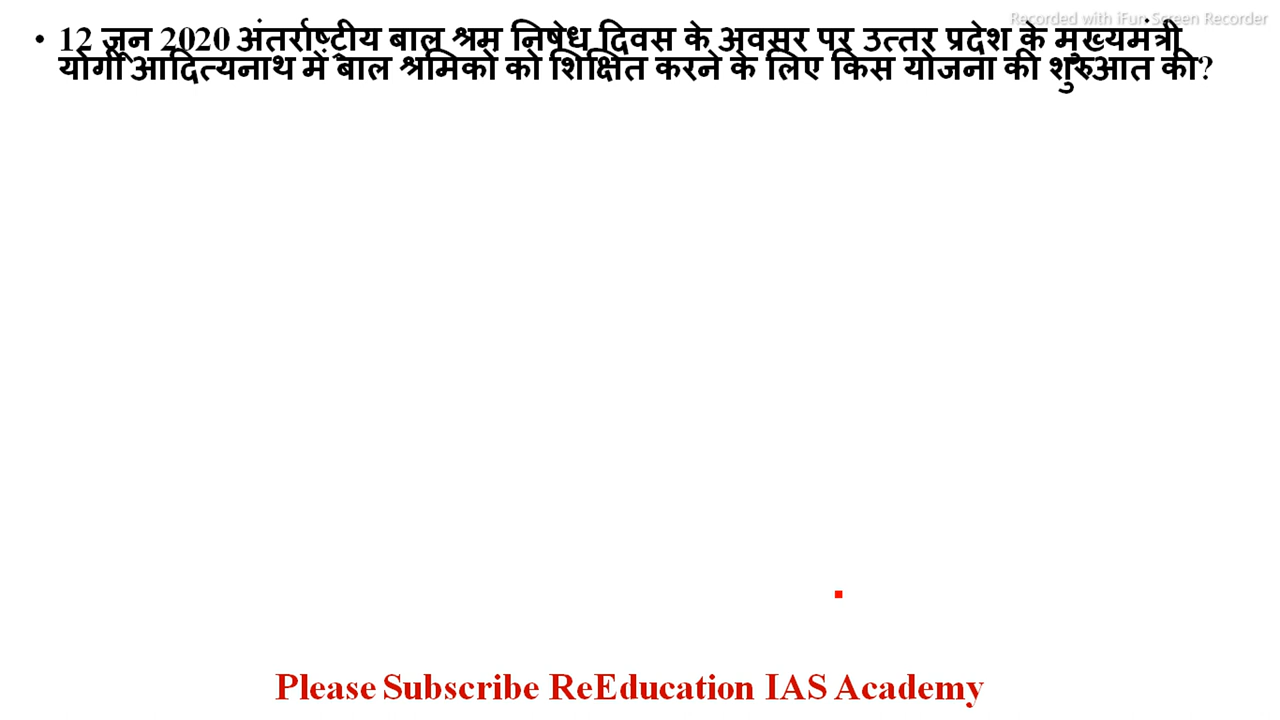 Recorded with iFun Screen Recorder
• 12 जून 2020 अंतर्राष्ट्रीय बाल श्रम निषेध दिवस के अवसर पर उत्तर प्रदेश के मुख्यमंत्री
योगी आदित्यनाथ में बाल श्रमिकों को शिक्षित करने के लिए किस योजना की शुरुआत की?
Please Subscribe ReEducation IAS Academy